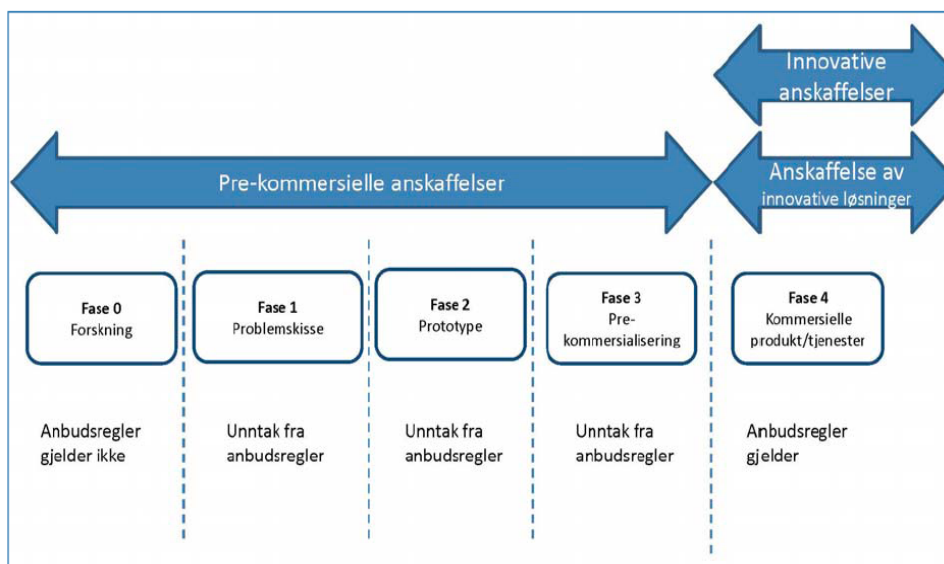 Innovative
anskaffelser
Pre-kommersielle anskaffelser
Anskaffelse av
innovative løsninger
Fase 0
Forskning
Fase 1
Problemskisse
Fase 2
Prototype
Fase 3
Pre-
kommersialisering
Fase 4
Kommersielle
produkt/tjenester
Anbudsregler
gjelder ikke
Unntak fra
anbudsregler
Unntak fra
anbudsregler
Unntak fra
anbudsregler
Anbudsregler
gjelder